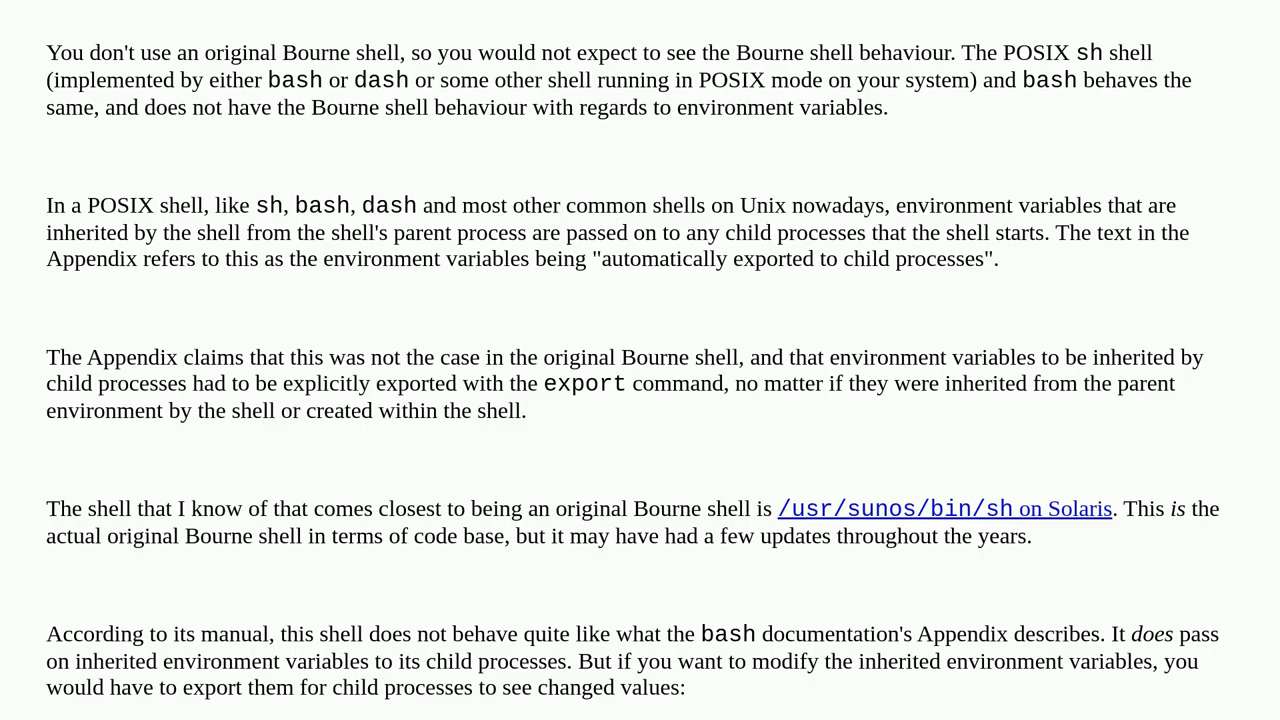 You don't use an original Bourne shell, so you would not expect to see the Bourne shell behaviour. The POSIX sh shell
(implemented by either bash or dash or some other shell running in POSIX mode on your system) and bash behaves the
same, and does not have the Bourne shell behaviour with regards to environment variables.
In a POSIX shell, like sh, bash, dash and most other common shells on Unix nowadays, environment variables that are
inherited by the shell from the shell's parent process are passed on to any child processes that the shell starts. The text in the
Appendix refers to this as the environment variables being "automatically exported to child processes".
The Appendix claims that this was not the case in the original Bourne shell, and that environment variables to be inherited by
child processes had to be explicitly exported with the export command, no matter if they were inherited from the parent
environment by the shell or created within the shell.
The shell that I know of that comes closest to being an original Bourne shell is /usr/sunos/bin/sh on Solaris. This is the
actual original Bourne shell in terms of code base, but it may have had a few updates throughout the years.
According to its manual, this shell does not behave quite like what the bash documentation's Appendix describes. It does pass
on inherited environment variables to its child processes. But if you want to modify the inherited environment variables, you
would have to export them for child processes to see changed values: